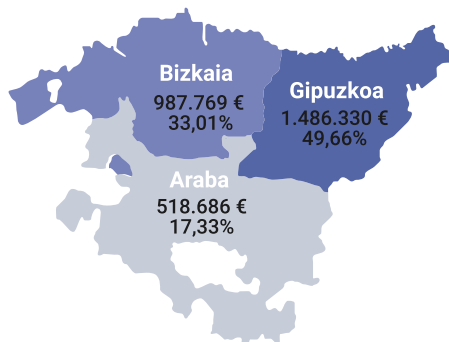 Bizkaia
987.769 €
33,01%
Gipuzkoa
1.486.330 €
49,66%
Araba
518.686 €
17,33%